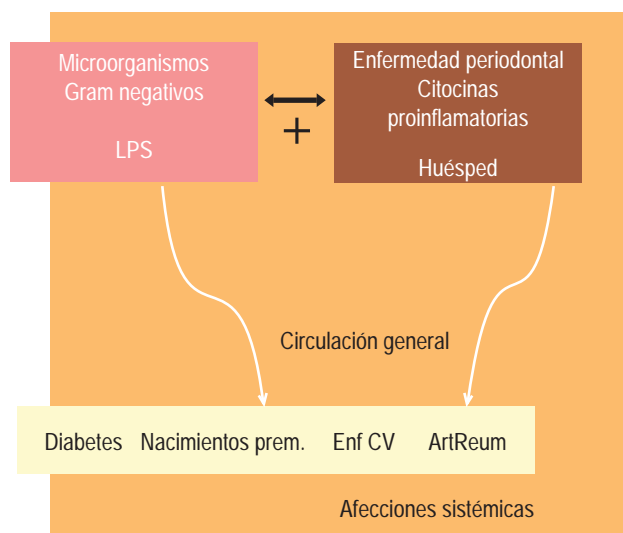 Microorganismos
Gram negativos
LPS
+
Enfermedad periodontal
Citocinas
proinflamatorias
Huésped
Circulación general
Diabetes Nacimientos prem. Enf CV ArtReum
Afecciones sistémicas